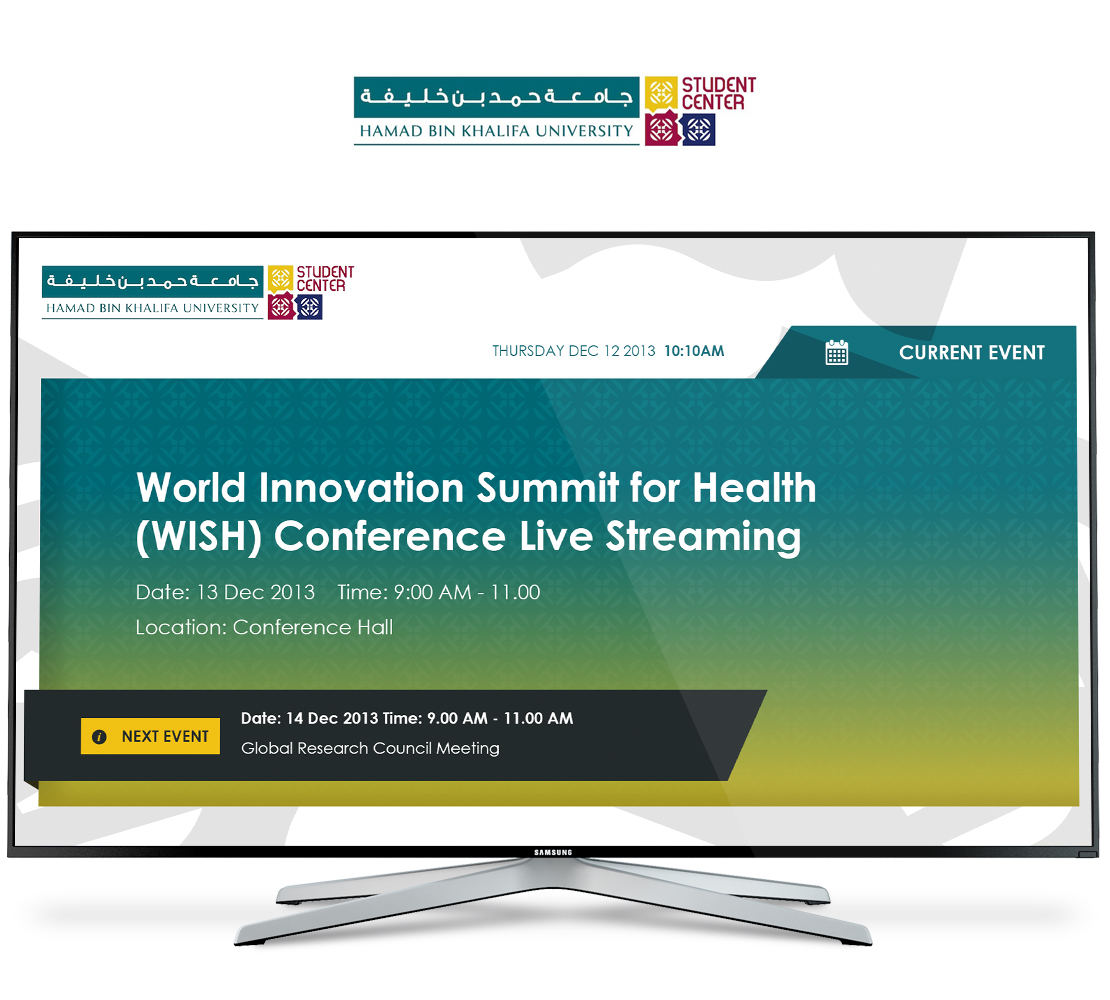 جامعة حمد بن خليفة
HAMAD BIN KHALIFA UNIVERSITY
STUDENT
CENTER
جامعة حمد بن خليفة
HAMAD BIN KHALIFA UNIVERSITY
STUDENT
CENTER
THURSDAY DEC 12 2013 10:10AM
CURRENT EVENT
World Innovation Summit for Health
(WISH) Conference Live Streaming
Date: 13 Dec 2013 Time: 9:00 AM - 11.00
Location: Conference Hall
NEXT EVENT
Date: 14 Dec 2013 Time: 9.00 AM - 11.00 AM
Global Research Council Meeting
SAMSUNG